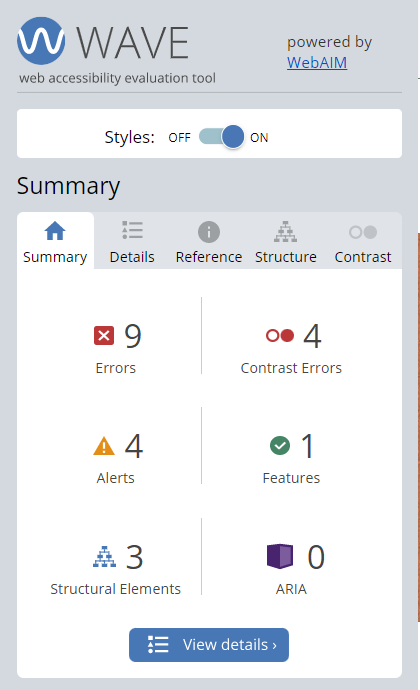 WAVE
web accessibility evaluation tool
powered by
WebAIM
Styles: OFF ON
Summary
Summary Details Reference Structure Contrast
9
Errors
4
Contrast Errors
4
Alerts
1
Features
3
Structural Elements
0
ARIA
View details ›